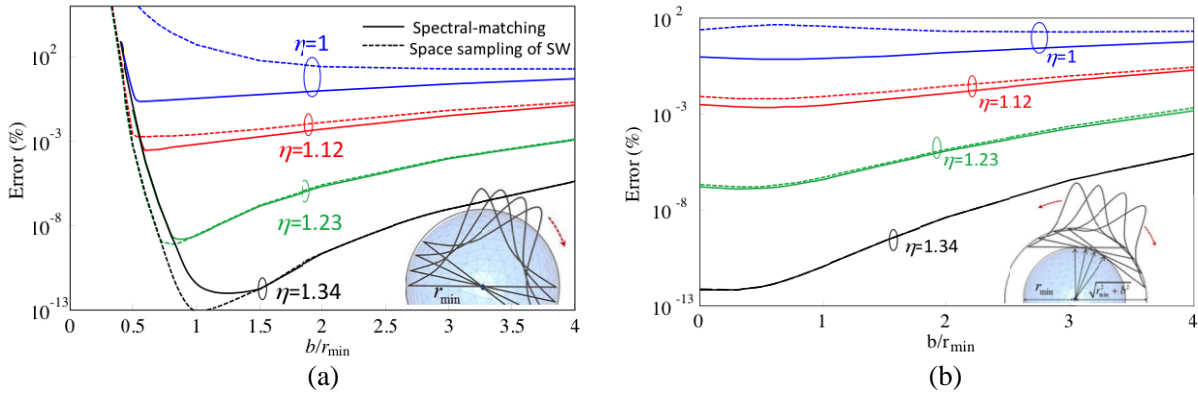 Spectral-matching
Space sampling of SW
Error (%)
10^2
10^-3
10^-8
10^-13
η=1
η=1.12
η=1.23
η=1.34
r_min
0 0.5 1 1.5 2 2.5 3 3.5 4
b/r_min
(a)
Error (%)
10^2
10^-3
10^-8
10^-13
η=1
η=1.12
η=1.23
η=1.34
r_min
√r²_min + b²
0 1 2 3 4
b/r_min
(b)